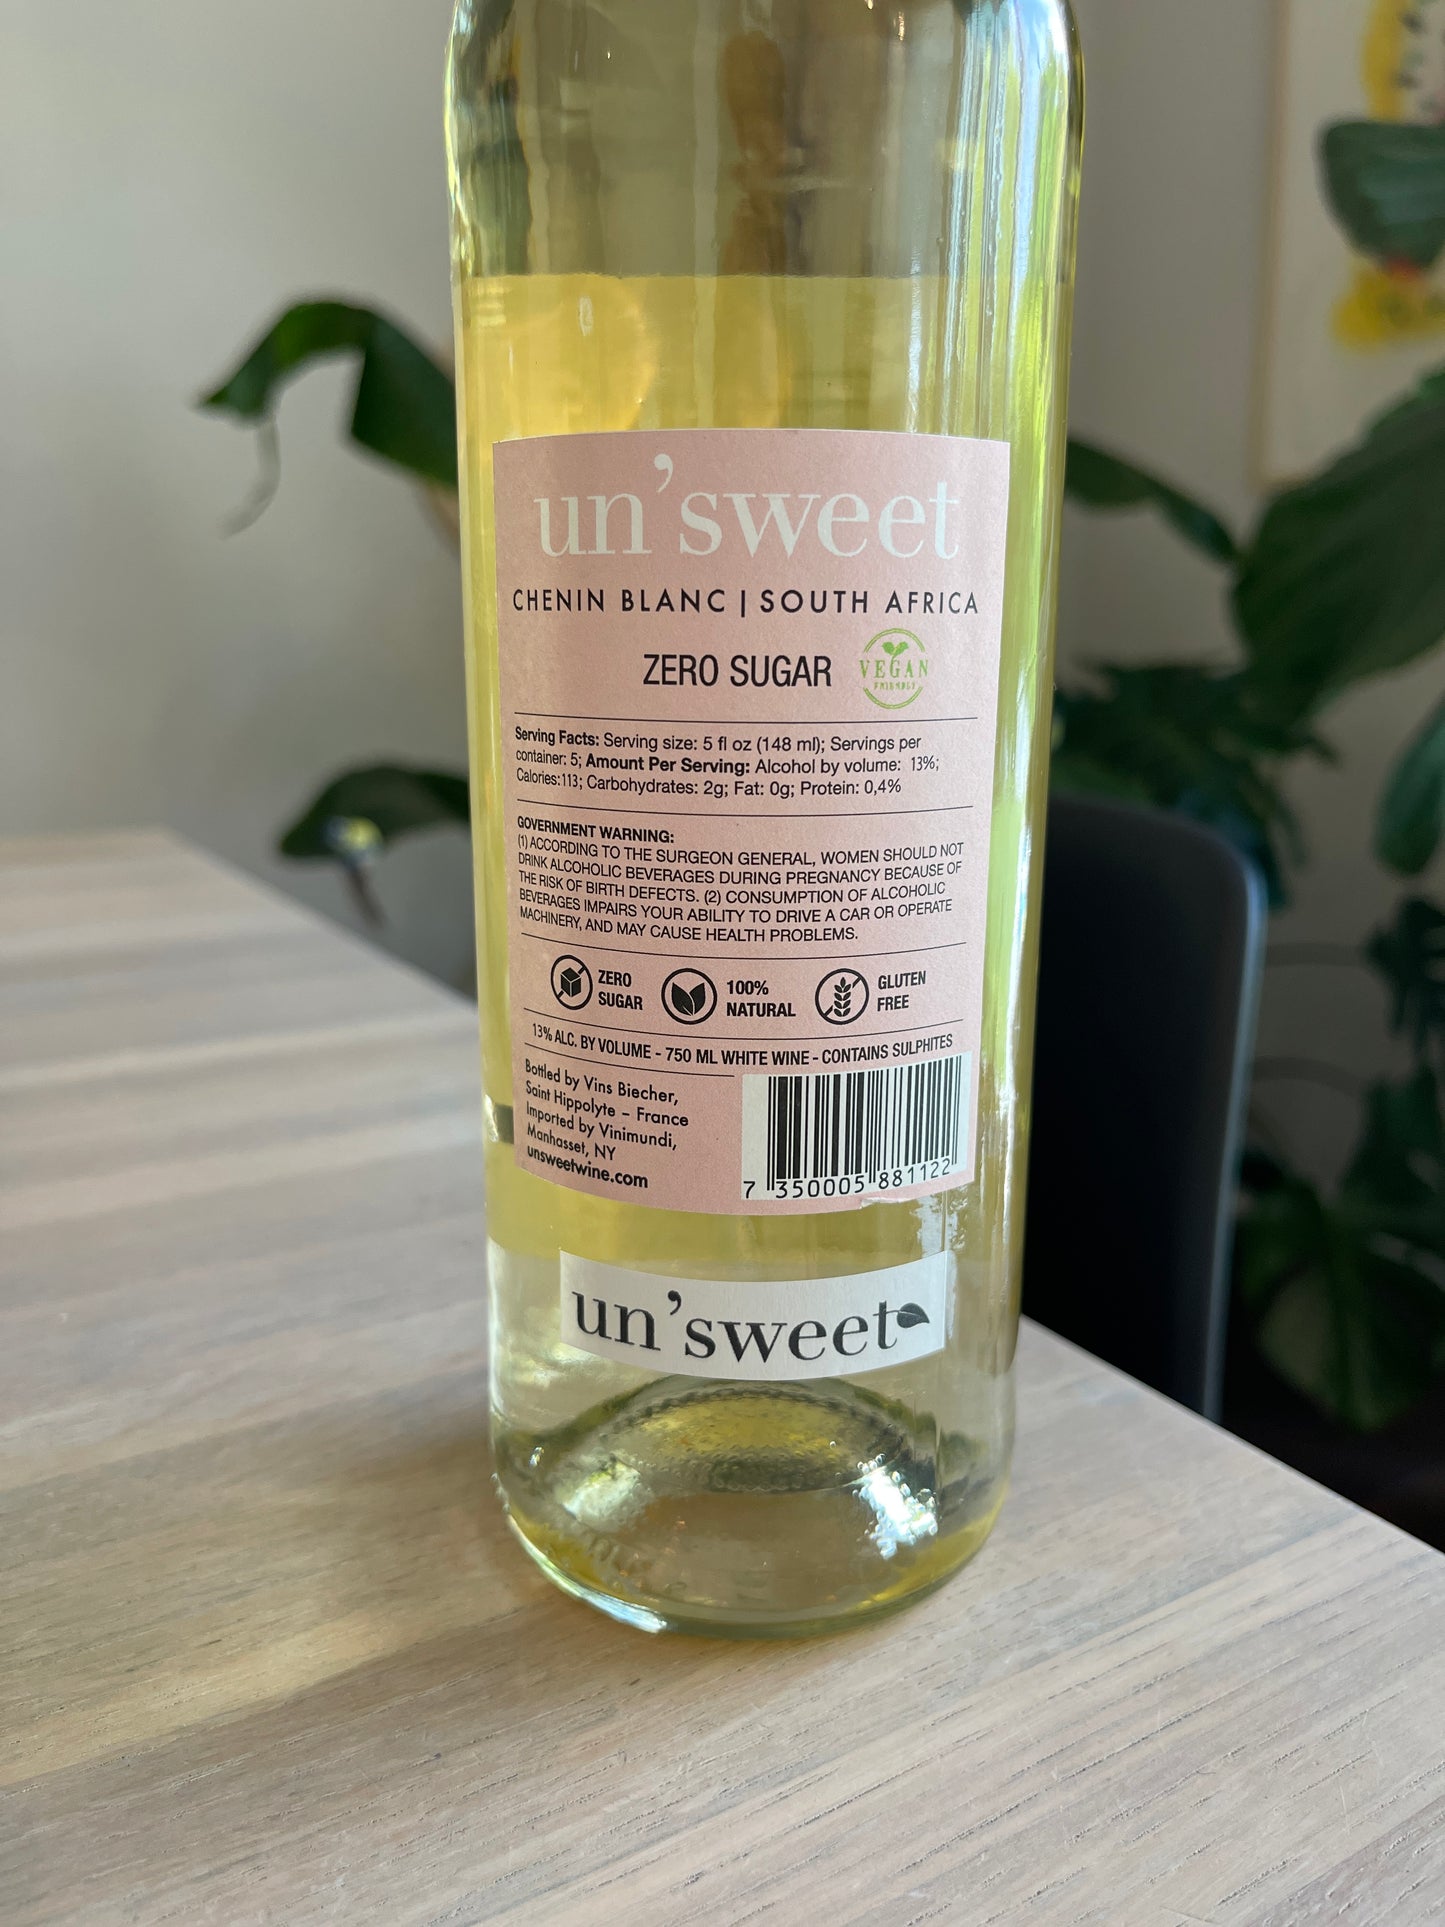 un'sweet
CHENIN BLANC | SOUTH AFRICA
ZERO SUGAR
VEGAN
FRIENDLY
Serving Facts: Serving size: 5 fl oz (148 ml); Servings per
container: 5; Amount Per Serving: Alcohol by volume: 13%;
Calories:113; Carbohydrates: 2g; Fat: 0g; Protein: 0,4%
GOVERNMENT WARNING:
(1) ACCORDING TO THE SURGEON GENERAL, WOMEN SHOULD NOT
DRINK ALCOHOLIC BEVERAGES DURING PREGNANCY BECAUSE OF
THE RISK OF BIRTH DEFECTS. (2) CONSUMPTION OF ALCOHOLIC
BEVERAGES IMPAIRS YOUR ABILITY TO DRIVE A CAR OR OPERATE
MACHINERY, AND MAY CAUSE HEALTH PROBLEMS.
ZERO
SUGAR
100%
NATURAL
GLUTEN
FREE
13% ALC. BY VOLUME - 750 ML WHITE WINE - CONTAINS SULPHITES
Bottled by Vins Biecher,
Saint Hippolyte – France
Imported by Vinimundi,
Manhasset, NY
unsweetwine.com
7 350005 881122
un'sweet